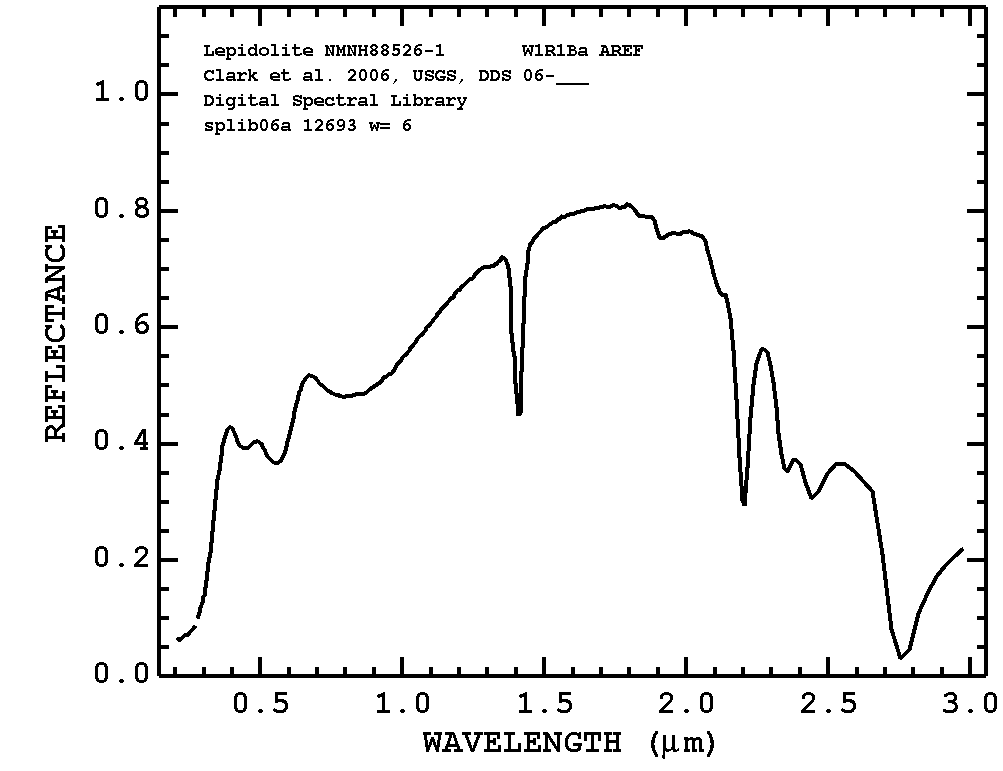 Lepidolite NMNH88526-1 W1R1Ba AREF
Clark et al. 2006, USGS, DDS 06-___
Digital Spectral Library
splib06a 12693 w= 6
1.0
0.8
0.6
0.4
0.2
0.0
REFLECTANCE
0.5 1.0 1.5 2.0 2.5 3.0
WAVELENGTH (μm)